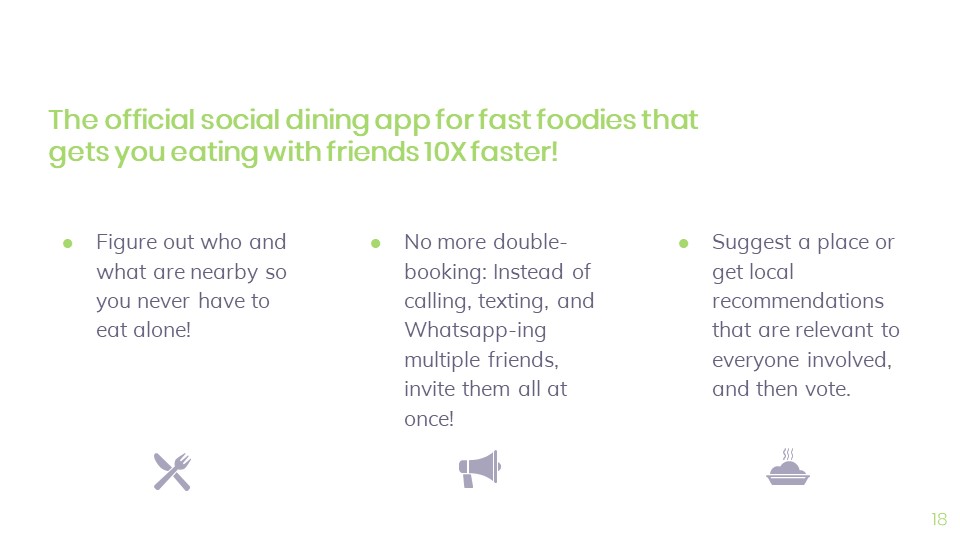 The official social dining app for fast foodies that
gets you eating with friends 10X faster!
● Figure out who and
what are nearby so
you never have to
eat alone!
● No more double-
booking: Instead of
calling, texting, and
Whatsapp-ing
multiple friends,
invite them all at
once!
● Suggest a place or
get local
recommendations
that are relevant to
everyone involved,
and then vote.
18